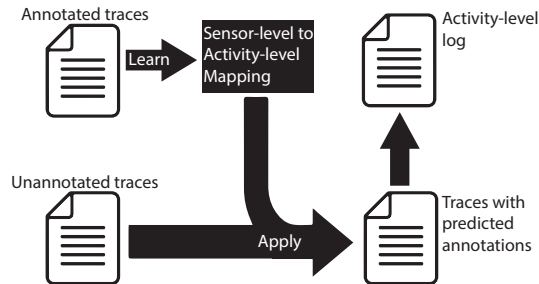 Annotated traces
Learn
Sensor-level to
Activity-level
Mapping
Activity-level
log
Unannotated traces
Apply
Traces with
predicted
annotations